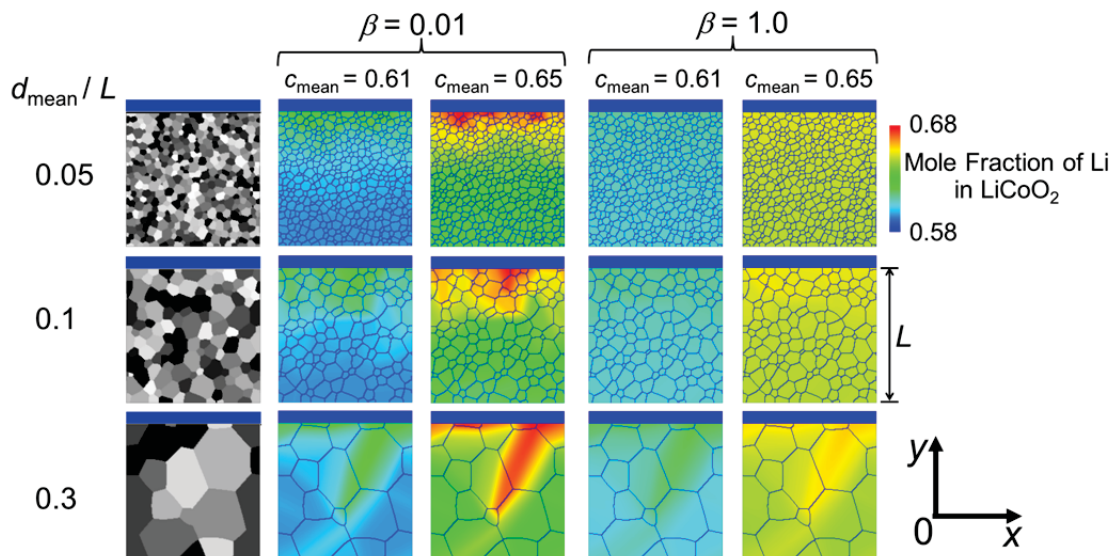 β = 0.01 β = 1.0
d_mean / L c_mean = 0.61 c_mean = 0.65 c_mean = 0.61 c_mean = 0.65
0.05
0.68
Mole Fraction of Li
in LiCoO₂
0.58
0.1
L
0.3
y
0 x